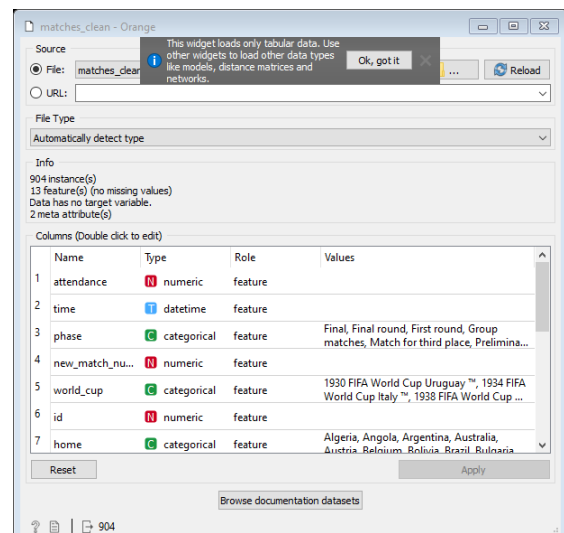 matches_clean - Orange
Source
This widget loads only tabular data. Use
other widgets to load other data types
like models, distance matrices and
networks.
Ok, got it
File: matches_clean
...
Reload
URL:
File Type
Automatically detect type
Info
904 instance(s)
13 feature(s) (no missing values)
Data has no target variable.
2 meta attribute(s)
Columns (Double click to edit)
Name Type Role Values
1 attendance N numeric feature
2 time T datetime feature
3 phase C categorical feature Final, Final round, First round, Group
matches, Match for third place, Prelimina...
4 new_match_nu... N numeric feature
5 world_cup C categorical feature 1930 FIFA World Cup Uruguay ™, 1934 FIFA
World Cup Italy ™, 1938 FIFA World Cup ...
6 id N numeric feature
7 home C categorical feature Algeria, Angola, Argentina, Australia,
Austria, Belgium, Bolivia, Brazil, Bulgaria
Reset
Apply
Browse documentation datasets
? 904